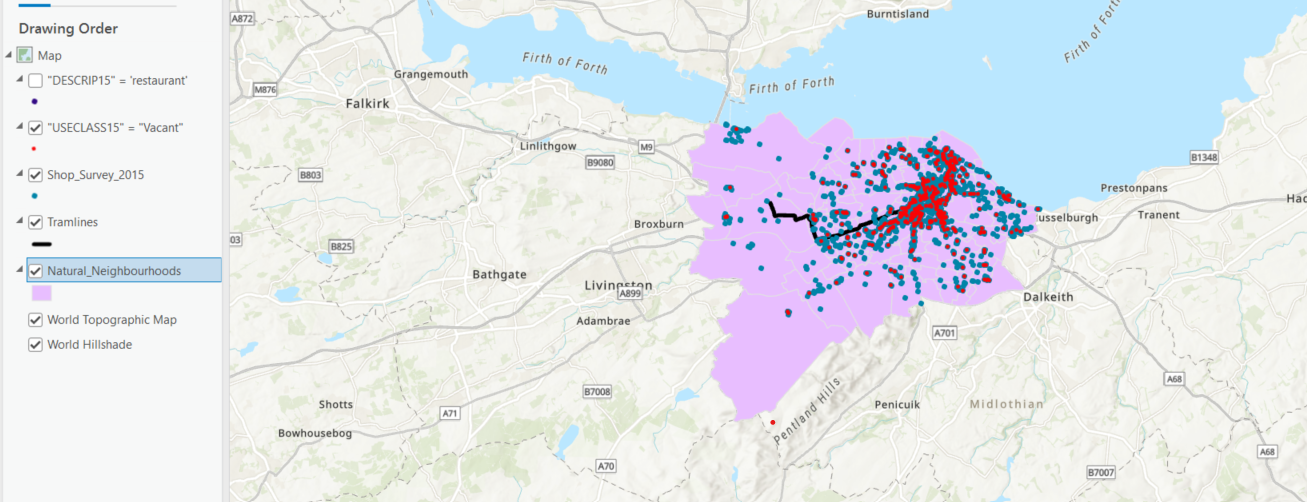 Drawing Order
Map
"DESCRIP15" = 'restaurant'
"USECLASS15" = "Vacant"
Shop_Survey_2015
Tramlines
Natural_Neighbourhoods
World Topographic Map
World Hillshade
A872
Burntisland
Firth of Forth
Firth of Forth
Firth of Forth
Grangemouth
M876
Falkirk
Linlithgow
M9
B9080
B1348
B803
Prestonpans
usselburgh
Tranent
Had
Broxburn
03
B825
Bathgate
Livingston
A899
Dalkeith
Adambrae
A701
A68
B7008
Shotts
A71
Pentland Hills
Penicuik
Midlothian
Bowhousebog
A70
A68
B7007